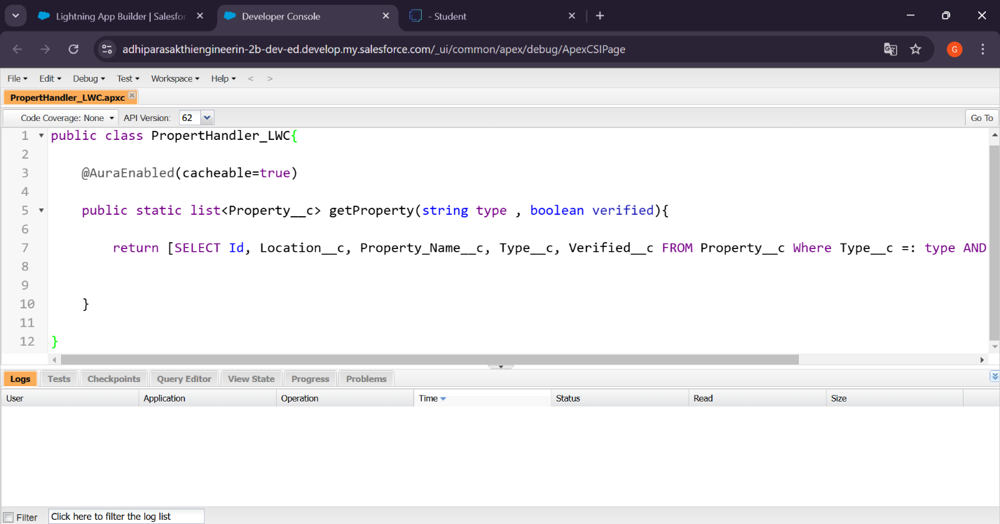 Lightning App Builder | Salesfor
Developer Console
- Student
adhiparasakthiengineerin-2b-dev-ed.develop.my.salesforce.com/_ui/common/apex/debug/ApexCSIPage
G
File Edit Debug Test Workspace Help < >
PropertHandler_LWC.apxc
Code Coverage: None API Version: 62 Go To
1 public class PropertHandler_LWC{
2
3 @AuraEnabled(cacheable=true)
4
5 public static list<Property__c> getProperty(string type , boolean verified){
6
7 return [SELECT Id, Location__c, Property_Name__c, Type__c, Verified__c FROM Property__c Where Type__c =: type AND
8
9
10 }
11
12 }
Logs Tests Checkpoints Query Editor View State Progress Problems
User Application Operation Time Status Read Size
Filter Click here to filter the log list